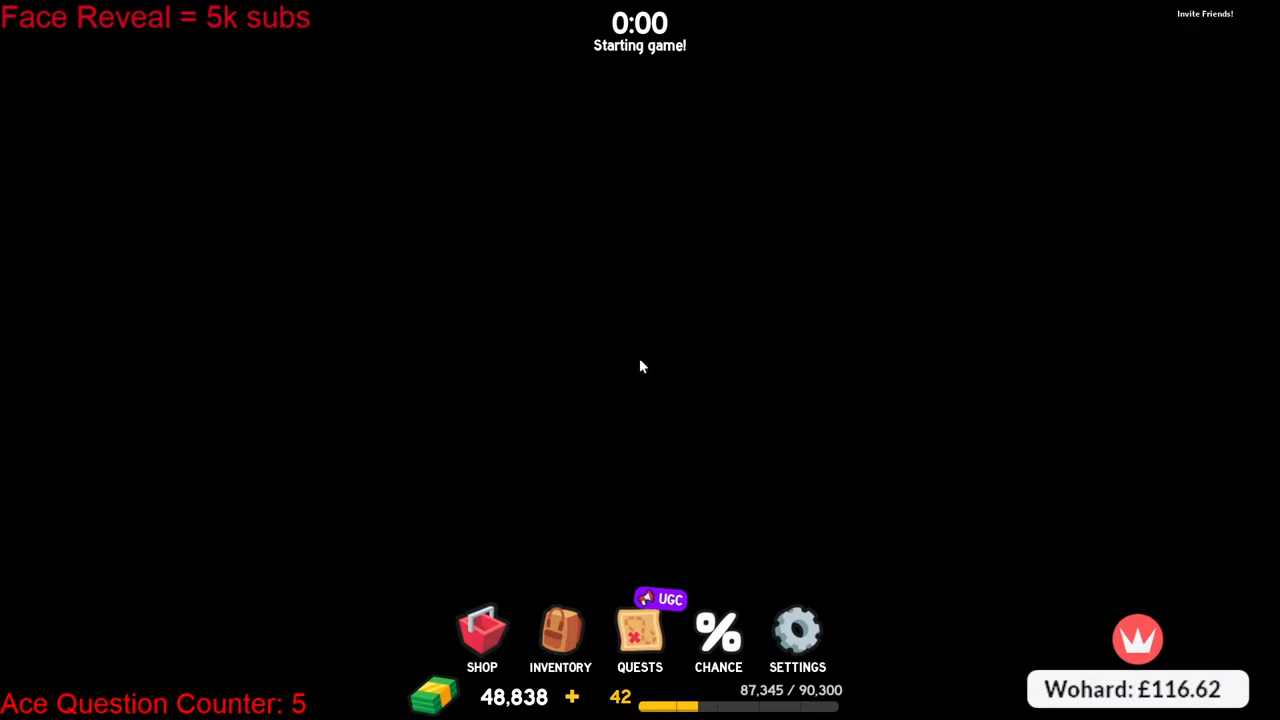 Face Reveal = 5k subs
0:00
Starting game!
Invite Friends!
UGC
SHOP
INVENTORY
QUESTS
CHANCE
SETTINGS
48,838 +
42
87,345 / 90,300
Ace Question Counter: 5
Wohard: £116.62